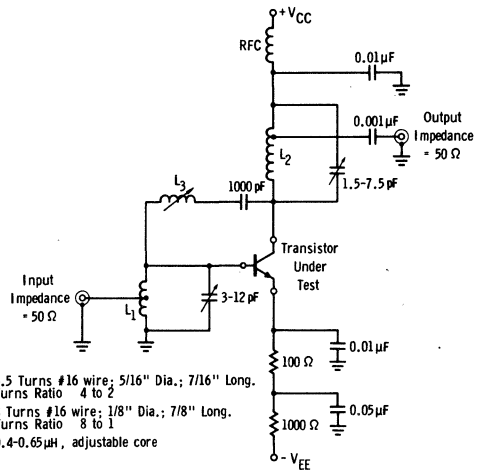 +VCC
RFC
0.01µF
0.001µF
Output
Impedance
= 50 Ω
L2
1.5-7.5 pF
L3
1000 pF
Transistor
Under
Test
Input
Impedance
= 50 Ω
L1
3-12 pF
0.01µF
100 Ω
0.05µF
1000 Ω
-VEE
.5 Turns #16 wire; 5/16" Dia.; 7/16" Long.
urns Ratio 4 to 2
Turns #16 wire; 1/8" Dia.; 7/8" Long.
urns Ratio 8 to 1
.4-0.65µH, adjustable core